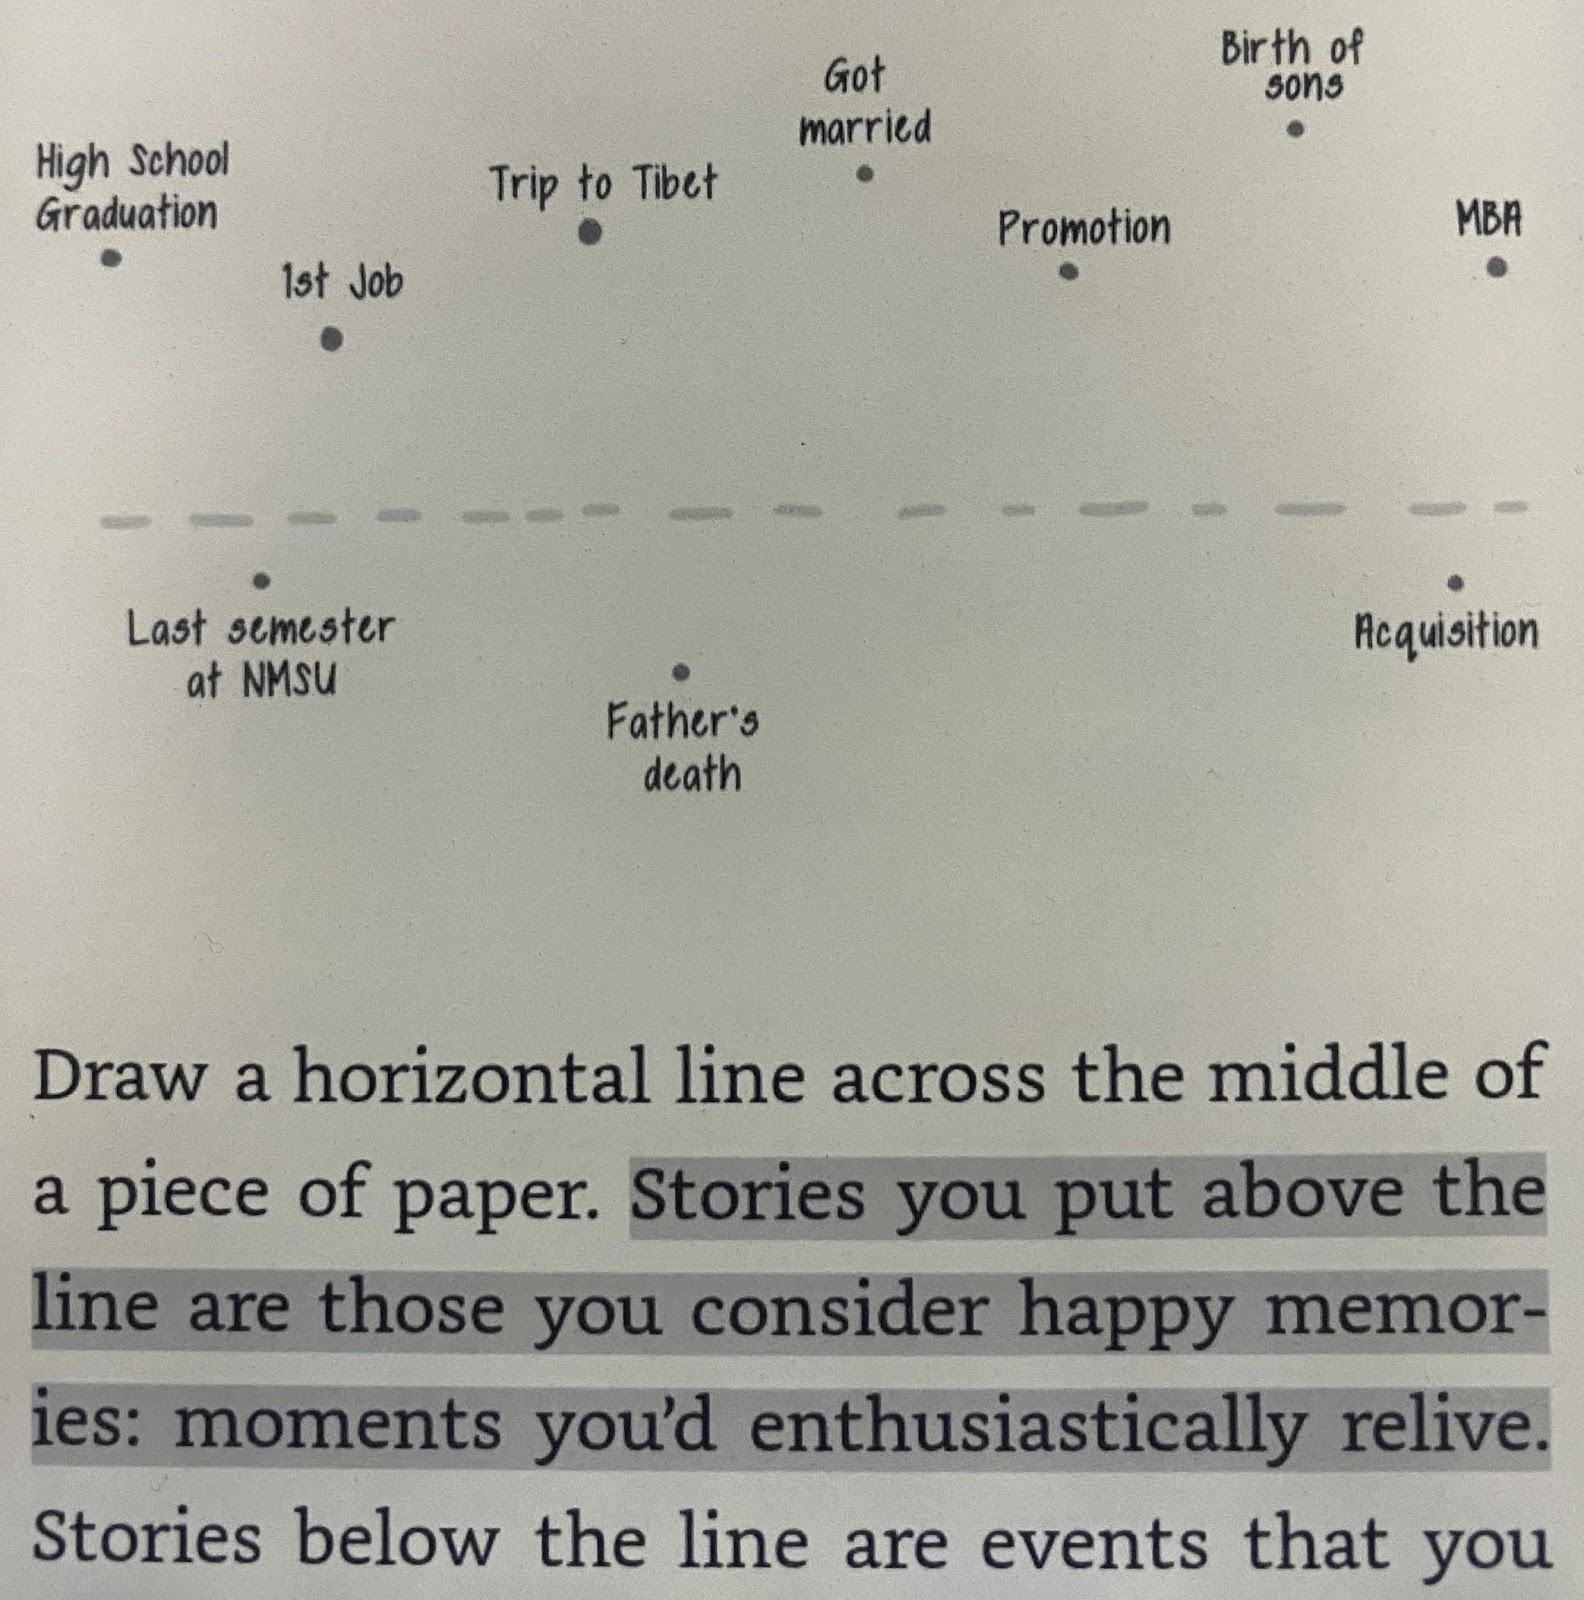 Birth of
sons
Got
married
High School
Graduation
Trip to Tibet
Promotion
MBA
1st Job
Last semester
at NMSU
Acquisition
Father's
death
Draw a horizontal line across the middle of
a piece of paper. Stories you put above the
line are those you consider happy memor-
ies: moments you’d enthusiastically relive.
Stories below the line are events that you